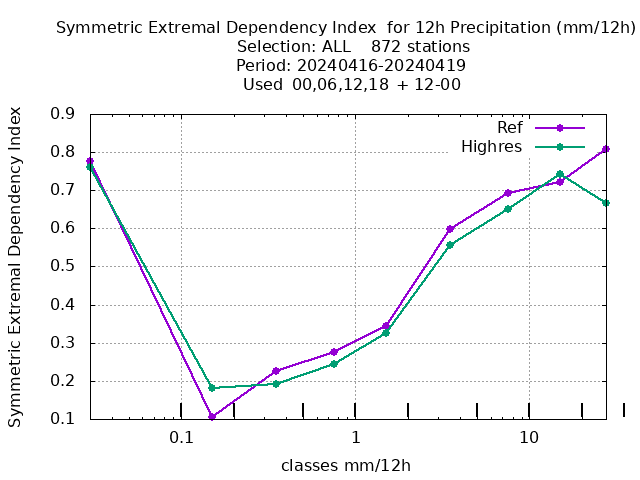 Symmetric Extremal Dependency Index  for 12h Precipitation (mm/12h)
Selection: ALL    872 stations
Period: 20240416-20240419
Used  00,06,12,18  + 12-00
Symmetric Extremal Dependency Index
0.9
0.8
0.7
0.6
0.5
0.4
0.3
0.2
0.1
Ref
Highres
0.1
1
10
classes mm/12h